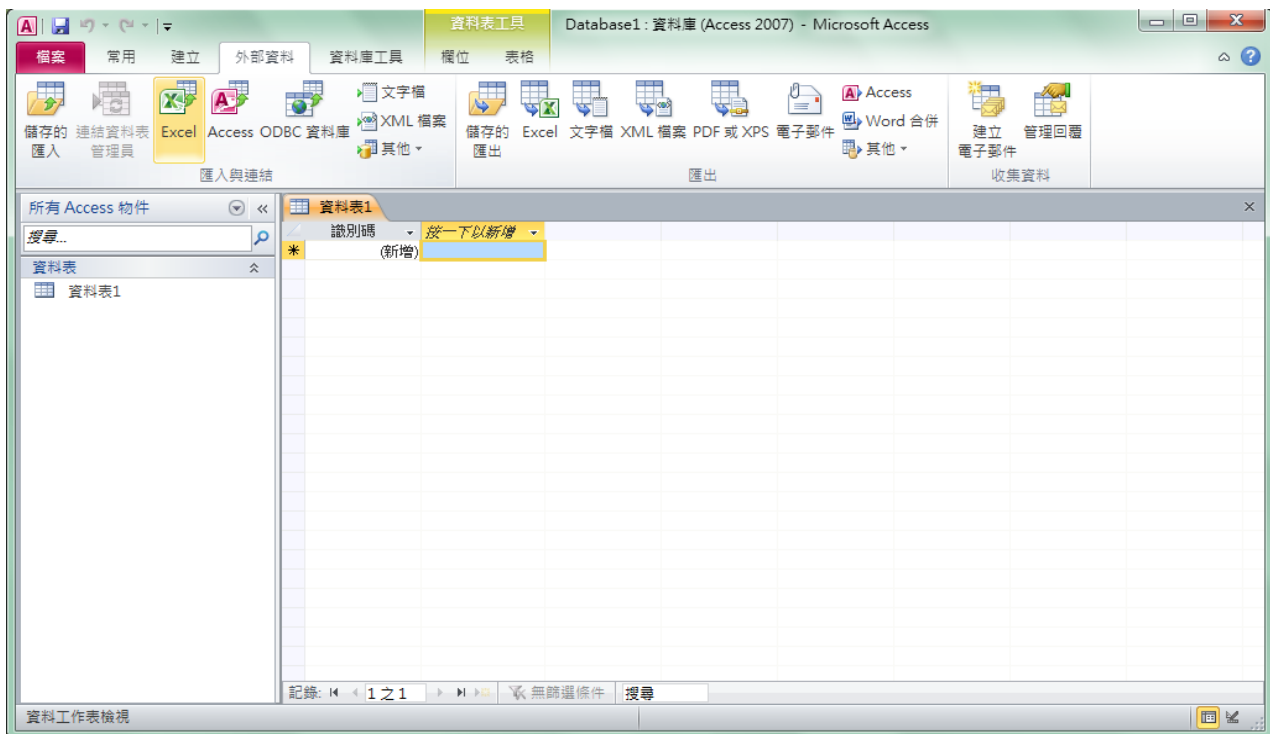 資料表工具 Database1 : 資料庫 (Access 2007) - Microsoft Access
檔案 常用 建立 外部資料 資料庫工具 欄位 表格
儲存的匯入
連結資料表管理員
Excel
Access
ODBC 資料庫
文字檔
XML 檔案
其他
匯入與連結
儲存的匯出
Excel
文字檔
XML 檔案
PDF 或 XPS
電子郵件
Access
Word 合併
其他
匯出
建立電子郵件
管理回覆
收集資料
所有 Access 物件
搜尋...
資料表
資料表1
資料表1
識別碼 按一下以新增
(新增)
記錄: 1 之 1 無篩選條件 搜尋
資料工作表檢視